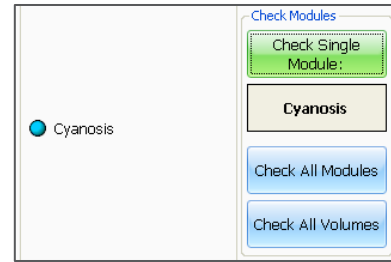 Check Modules
Check Single
Module:
Cyanosis
Cyanosis
Check All Modules
Check All Volumes